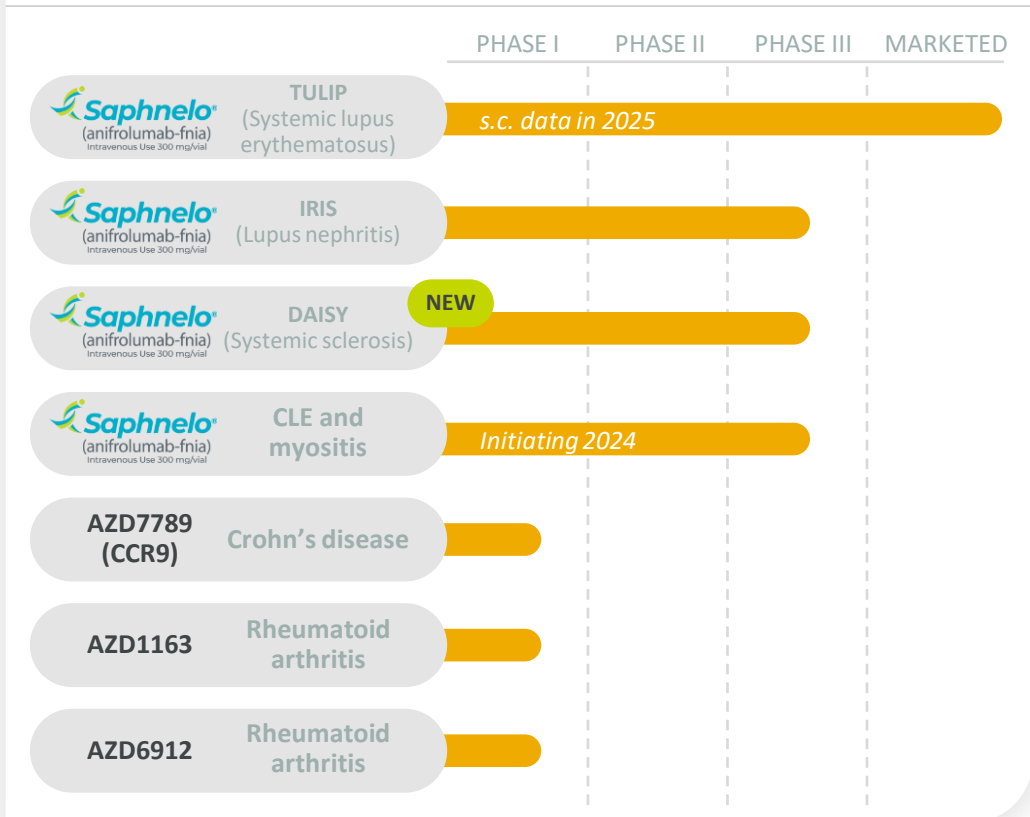 PHASE I PHASE II PHASE III MARKETED
Saphnelo®
(anifrolumab-fnia)
Intravenous Use 300 mg/vial
TULIP
(Systemic lupus
erythematosus)
s.c. data in 2025
Saphnelo®
(anifrolumab-fnia)
Intravenous Use 300 mg/vial
IRIS
(Lupus nephritis)
Saphnelo®
(anifrolumab-fnia)
Intravenous Use 300 mg/vial
DAISY
(Systemic sclerosis)
NEW
Saphnelo®
(anifrolumab-fnia)
Intravenous Use 300 mg/vial
CLE and
myositis
Initiating 2024
AZD7789
(CCR9)
Crohn's disease
AZD1163
Rheumatoid
arthritis
AZD6912
Rheumatoid
arthritis